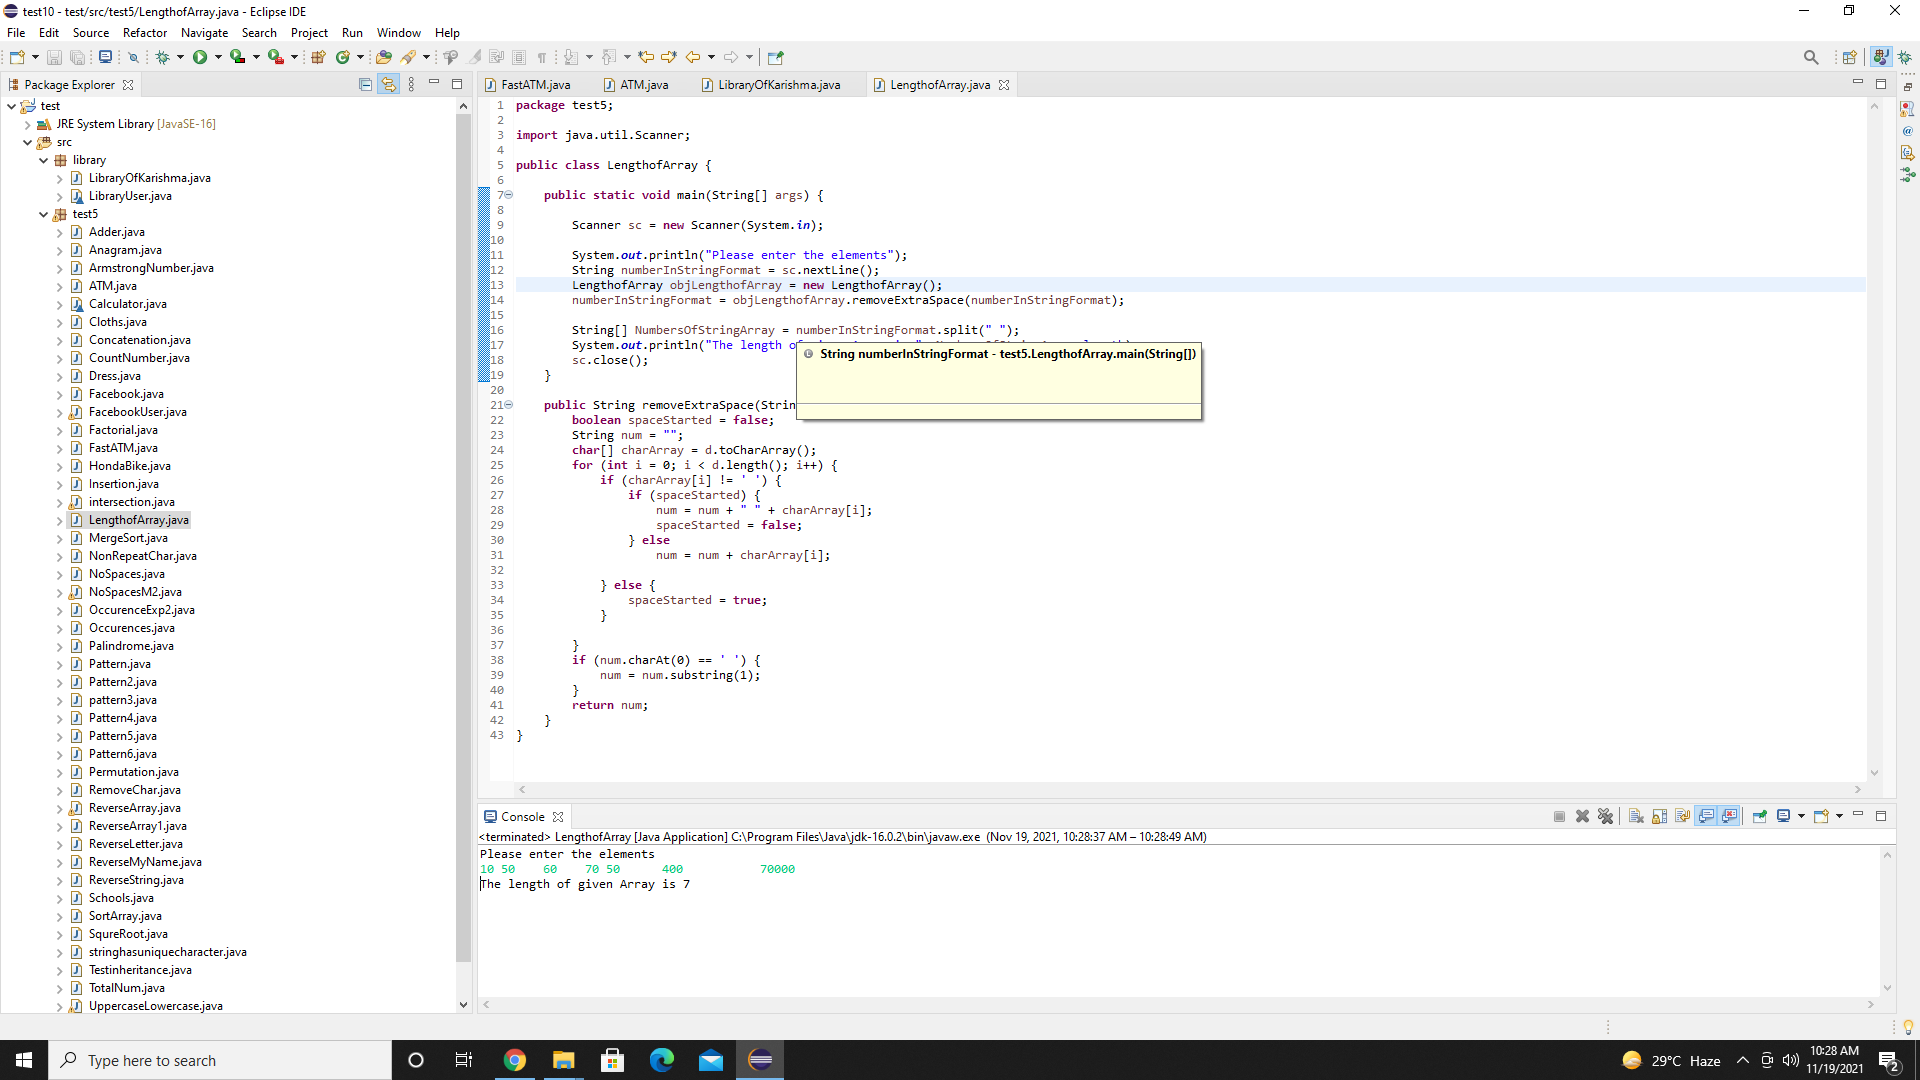 test10 - test/src/test5/LengthofArray.java - Eclipse IDE
File Edit Source Refactor Navigate Search Project Run Window Help
Package Explorer
test
JRE System Library [JavaSE-16]
src
library
LibraryOfKarishma.java
LibraryUser.java
test5
Adder.java
Anagram.java
ArmstrongNumber.java
ATM.java
Calculator.java
Cloths.java
Concatenation.java
CountNumber.java
Dress.java
Facebook.java
FacebookUser.java
Factorial.java
FastATM.java
HondaBike.java
Insertion.java
intersection.java
LengthofArray.java
MergeSort.java
NonRepeatChar.java
NoSpaces.java
NoSpacesM2.java
OccurenceExp2.java
Occurences.java
Palindrome.java
Pattern.java
Pattern2.java
pattern3.java
Pattern4.java
Pattern5.java
Pattern6.java
Permutation.java
RemoveChar.java
ReverseArray.java
ReverseArray1.java
ReverseLetter.java
ReverseMyName.java
ReverseString.java
Schools.java
SortArray.java
SqureRoot.java
stringhasuniquecharacter.java
Testinheritance.java
TotalNum.java
UppercaseLowercase.java
FastATM.java ATM.java LibraryOfKarishma.java LengthofArray.java
1 package test5;
2
3 import java.util.Scanner;
4
5 public class LengthofArray {
6
7 public static void main(String[] args) {
8
9 Scanner sc = new Scanner(System.in);
10
11 System.out.println("Please enter the elements");
12 String numberInStringFormat = sc.nextLine();
13 LengthofArray objLengthofArray = new LengthofArray();
14 numberInStringFormat = objLengthofArray.removeExtraSpace(numberInStringFormat);
15
16 String[] NumbersOfStringArray = numberInStringFormat.split(" ");
17 System.out.println("The length o
18 sc.close();
19 }
20
21 public String removeExtraSpace(Strin
22 boolean spaceStarted = false;
23 String num = "";
24 char[] charArray = d.toCharArray();
25 for (int i = 0; i < d.length(); i++) {
26 if (charArray[i] != ' ') {
27 if (spaceStarted) {
28 num = num + " " + charArray[i];
29 spaceStarted = false;
30 } else
31 num = num + charArray[i];
32
33 } else {
34 spaceStarted = true;
35 }
36
37 }
38 if (num.charAt(0) == ' ') {
39 num = num.substring(1);
40 }
41 return num;
42 }
43 }
String numberInStringFormat - test5.LengthofArray.main(String[])
Console
<terminated> LengthofArray [Java Application] C:\Program Files\Java\jdk-16.0.2\bin\javaw.exe (Nov 19, 2021, 10:28:37 AM – 10:28:49 AM)
Please enter the elements
10 50 60 70 50 400 70000
The length of given Array is 7
Type here to search
29°C Haze
10:28 AM
11/19/2021
2